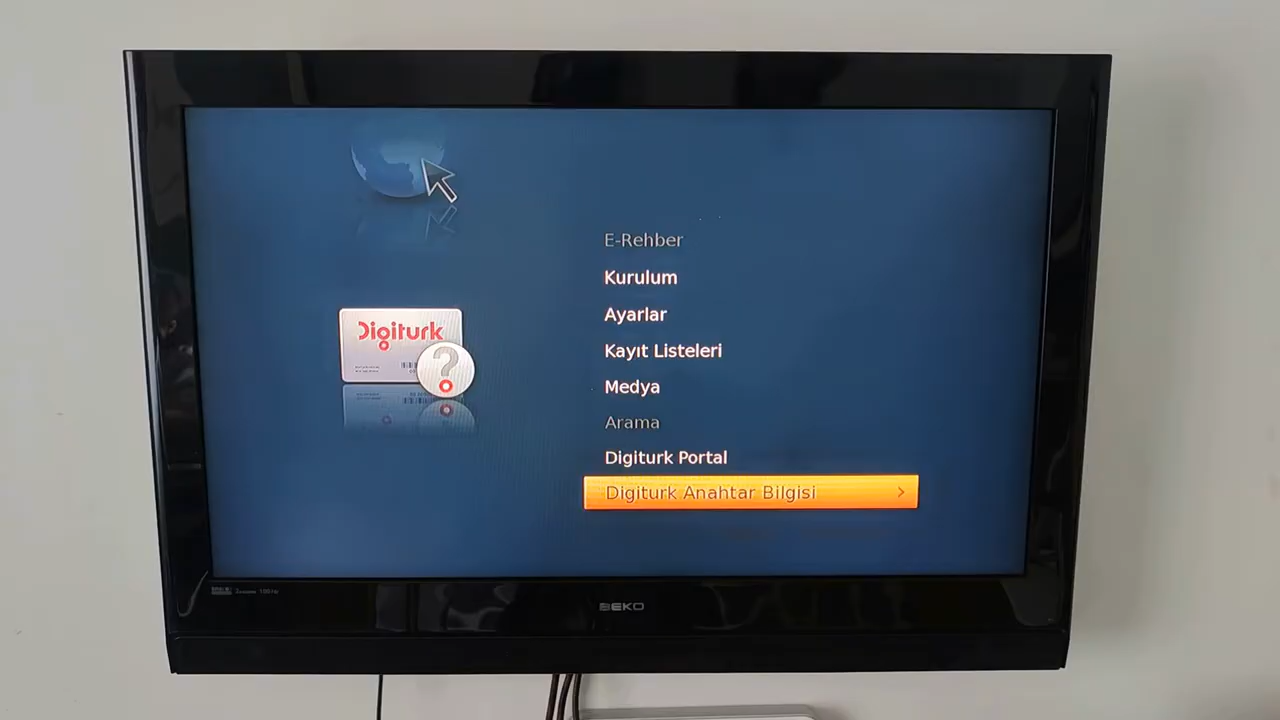 E-Rehber
Kurulum
Ayarlar
Digiturk
Kayıt Listeleri
Medya
Arama
Digiturk Portal
Digiturk Anahtar Bilgisi
BEKO